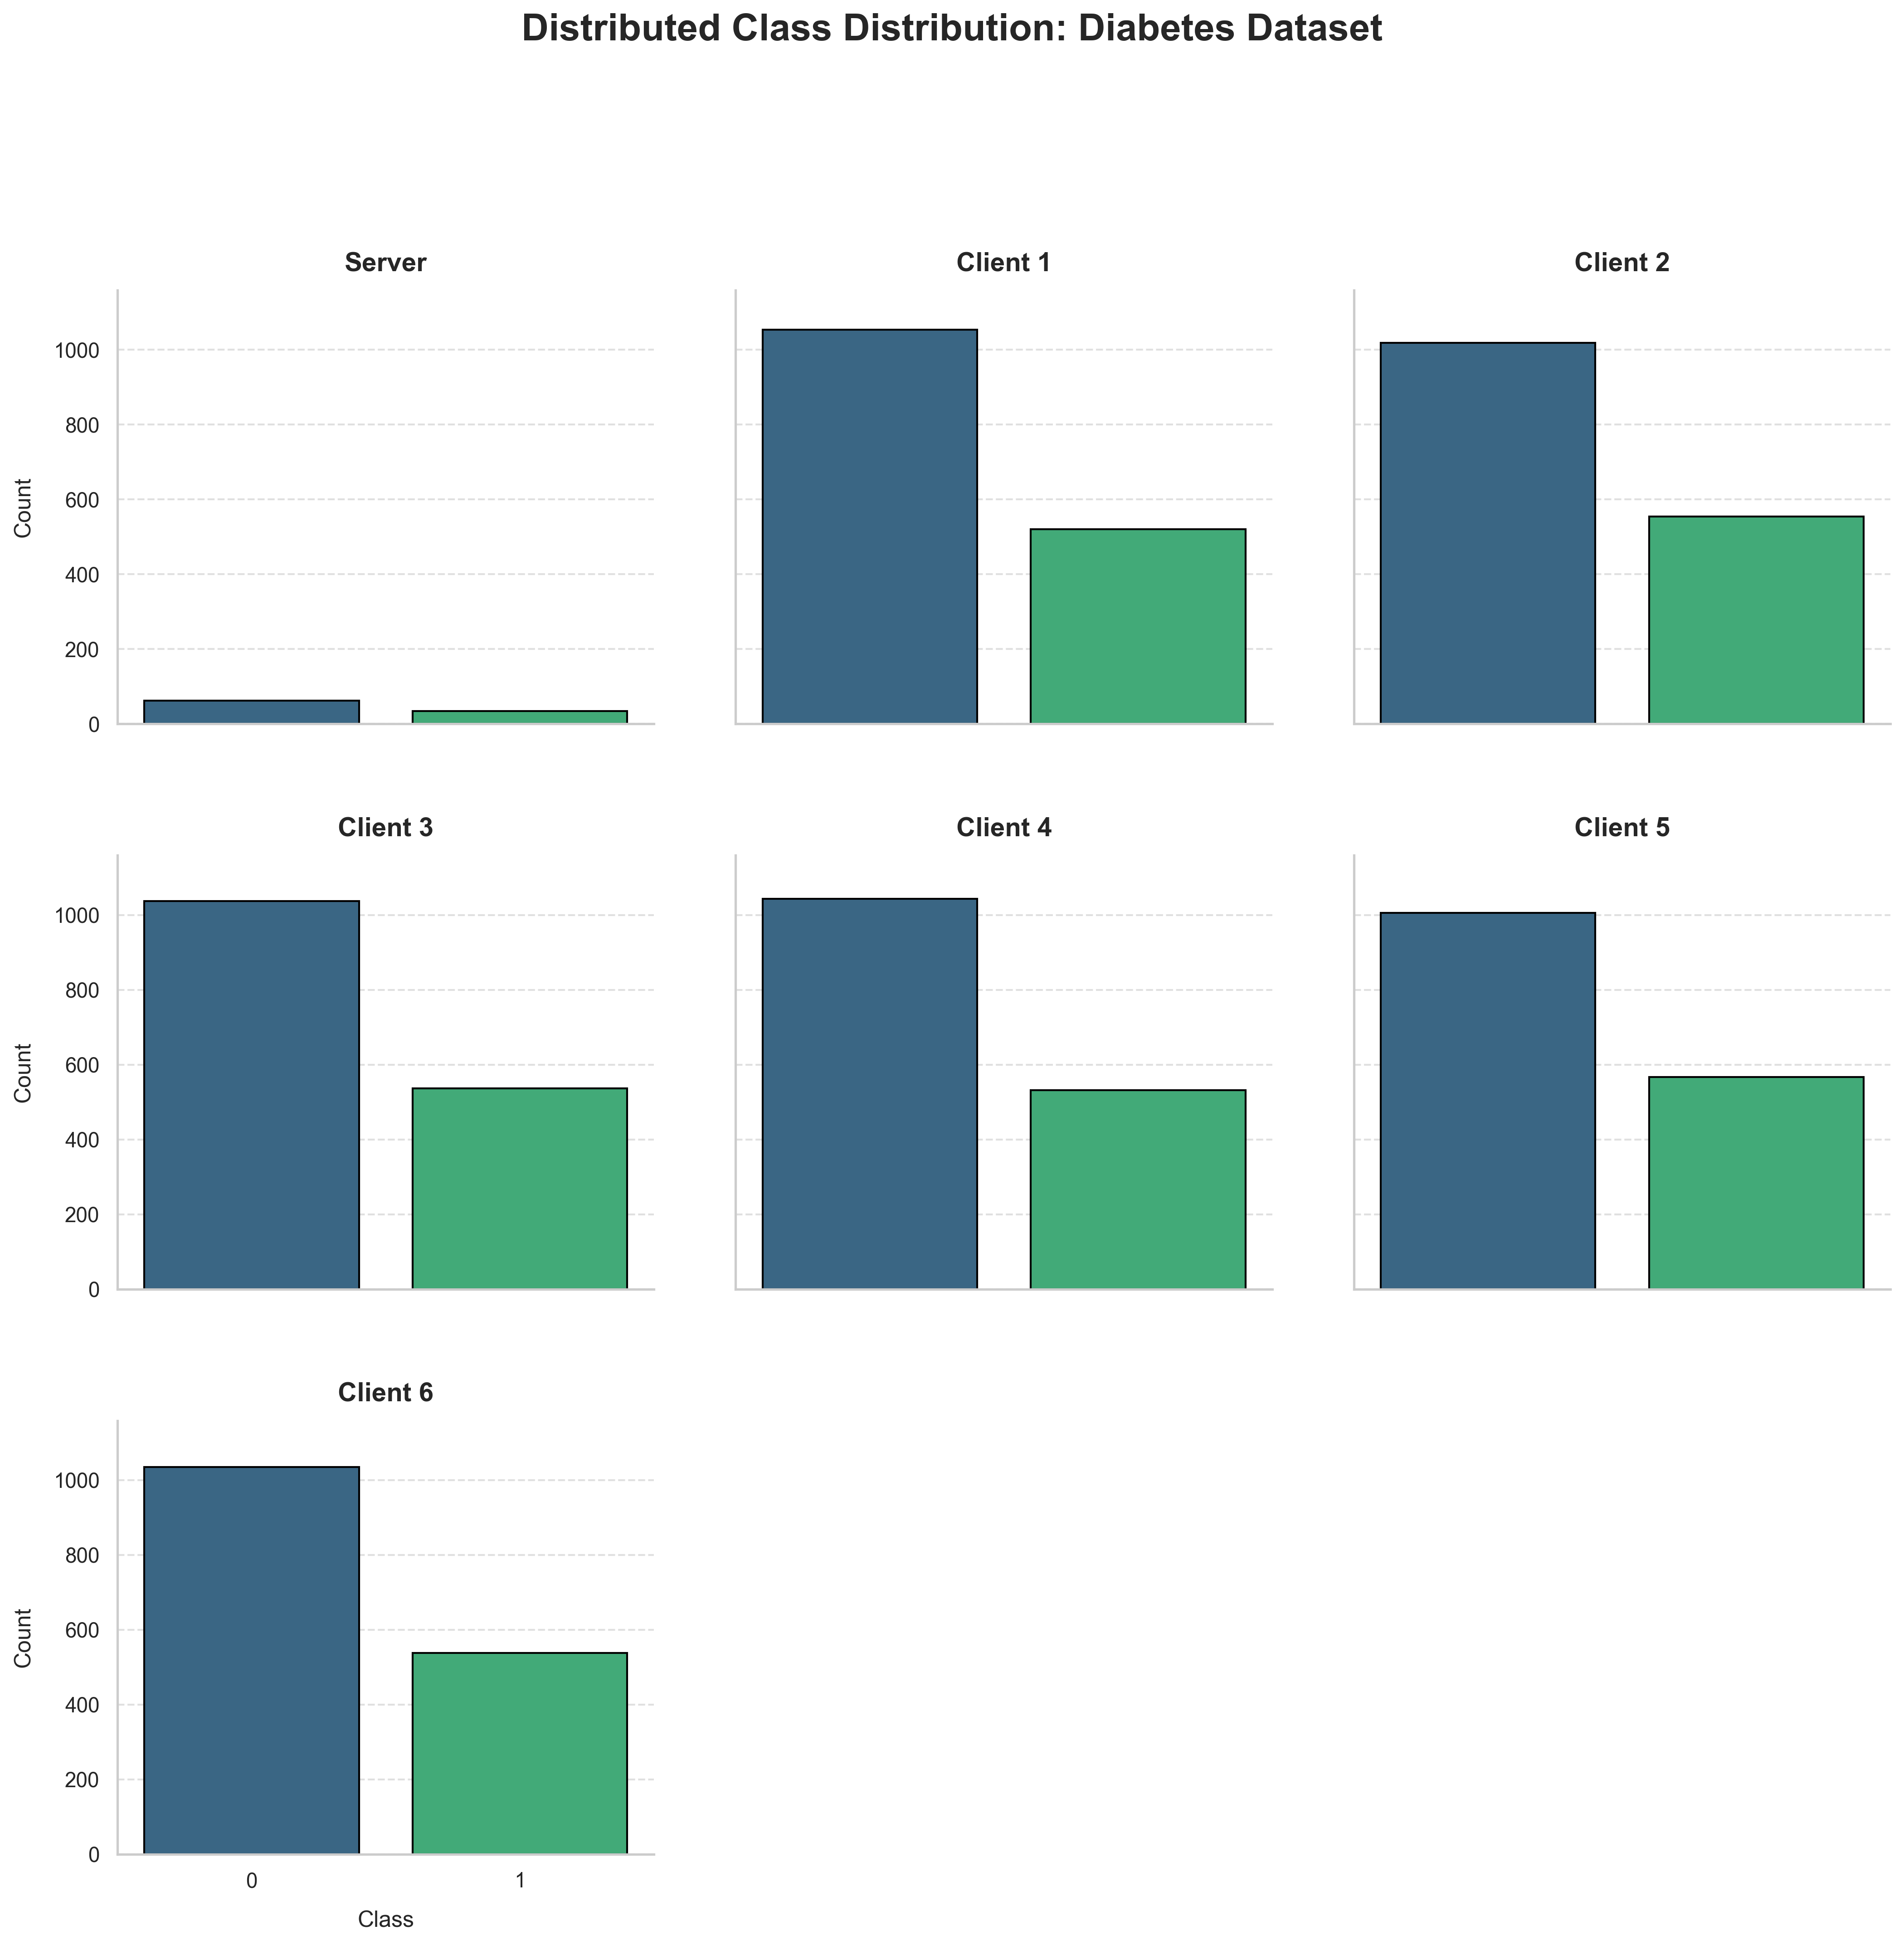 Distributed Class Distribution: Diabetes Dataset
Server
Client 1
Client 2
1000
800
600
400
200
0
Count
Client 3
Client 4
Client 5
1000
800
600
400
200
0
Count
Client 6
1000
800
600
400
200
0
Count
0 1
Class